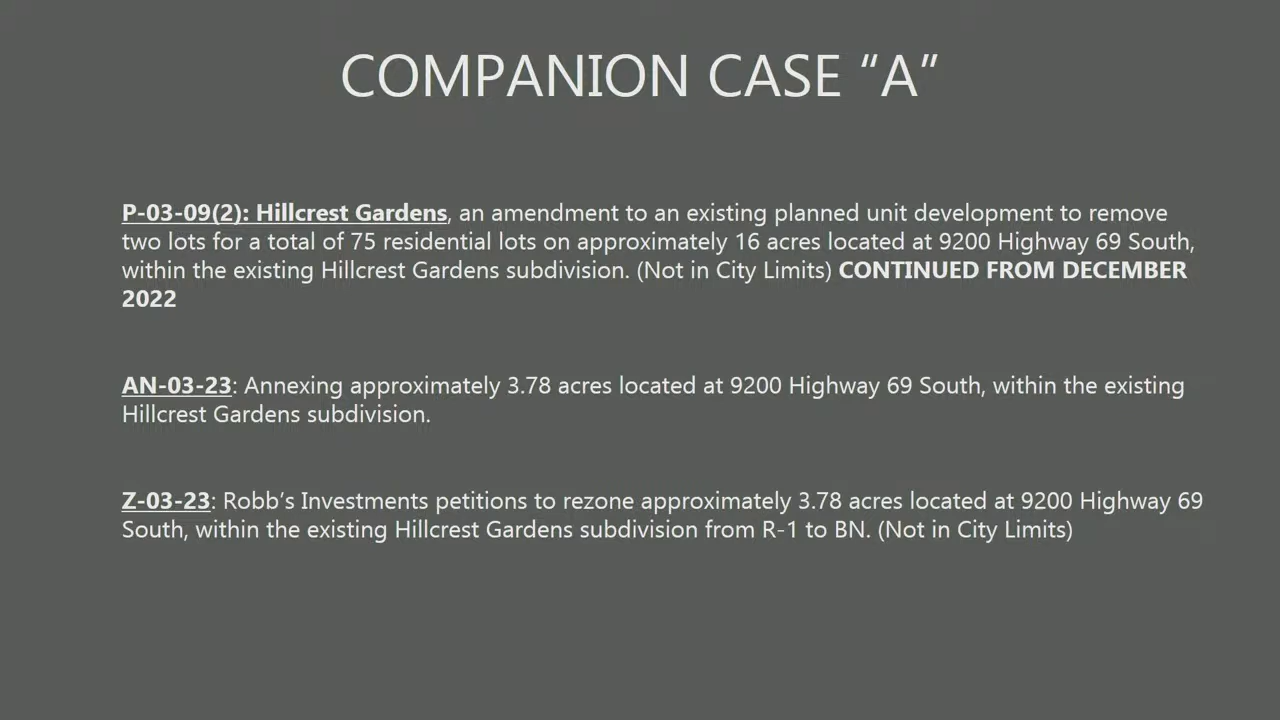 COMPANION CASE “A”
P-03-09(2): Hillcrest Gardens, an amendment to an existing planned unit development to remove
two lots for a total of 75 residential lots on approximately 16 acres located at 9200 Highway 69 South,
within the existing Hillcrest Gardens subdivision. (Not in City Limits) CONTINUED FROM DECEMBER
2022
AN-03-23: Annexing approximately 3.78 acres located at 9200 Highway 69 South, within the existing
Hillcrest Gardens subdivision.
Z-03-23: Robb’s Investments petitions to rezone approximately 3.78 acres located at 9200 Highway 69
South, within the existing Hillcrest Gardens subdivision from R-1 to BN. (Not in City Limits)